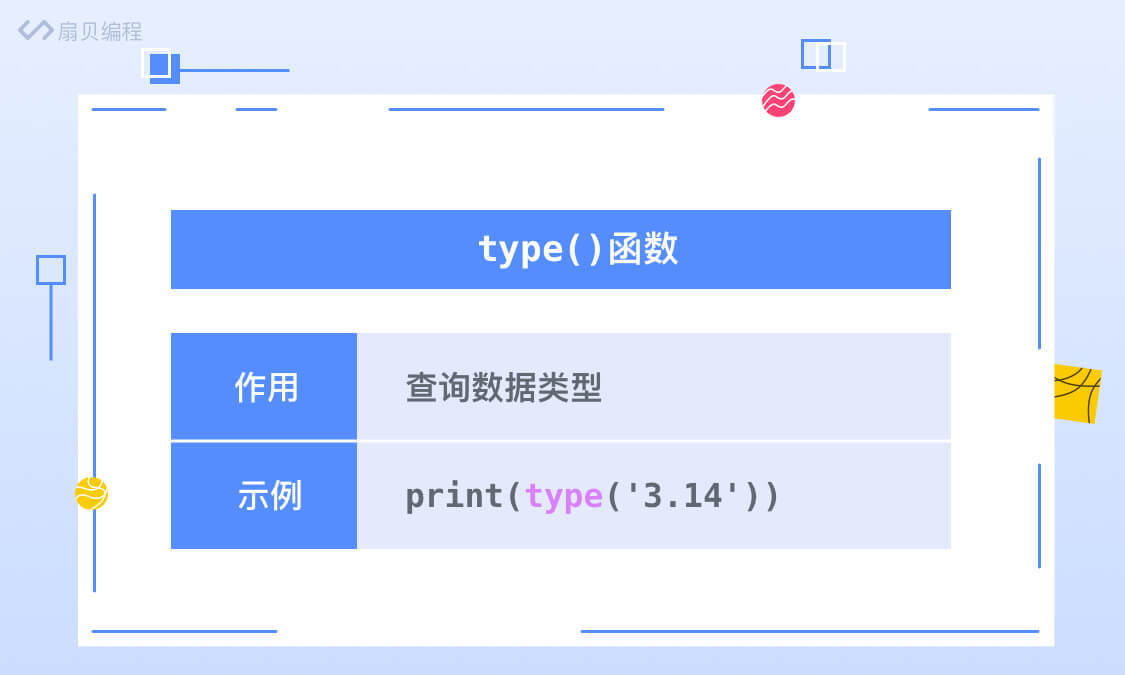 扇贝编程
type()函数
作用
查询数据类型
示例
print(type('3.14'))